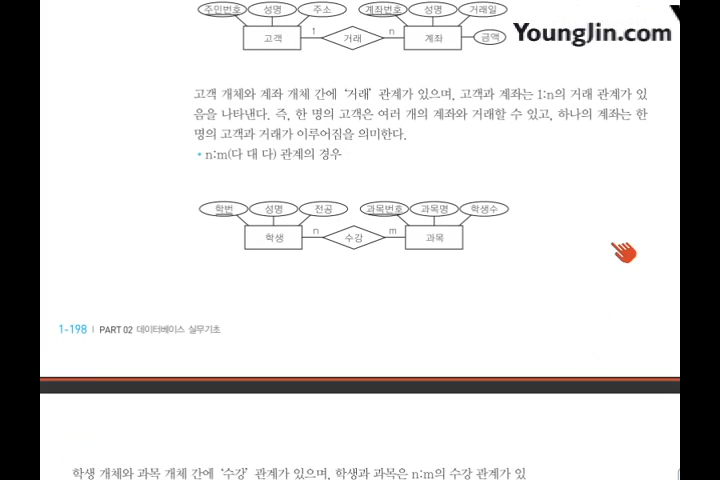 주민번호 성명 주소 계좌번호 성명 거래일
고객 1 거래 n 계좌 금액
YoungJin.com
고객 개체와 계좌 개체 간에 ‘거래’ 관계가 있으며, 고객과 계좌는 1:n의 거래 관계가 있
음을 나타낸다. 즉, 한 명의 고객은 여러 개의 계좌와 거래할 수 있고, 하나의 계좌는 한
명의 고객과 거래가 이루어짐을 의미한다.
• n:m(다 대 다) 관계의 경우
학번 성명 전공 과목번호 과목명 학생수
학생 n 수강 m 과목
1-198 | PART 02 데이터베이스 실무기초
학생 개체와 과목 개체 간에 ‘수강’ 관계가 있으며, 학생과 과목은 n:m의 수강 관계가 있